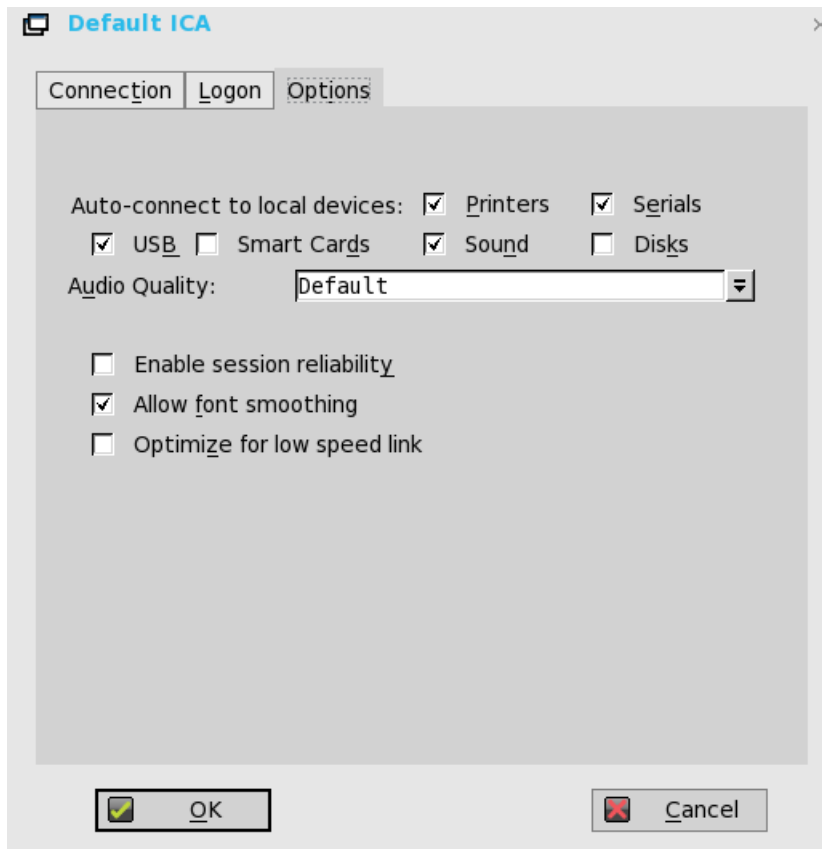 Default ICA
Connection Logon Options
Auto-connect to local devices: Printers Serials
USB Smart Cards Sound Disks
Audio Quality: Default
Enable session reliability
Allow font smoothing
Optimize for low speed link
OK Cancel